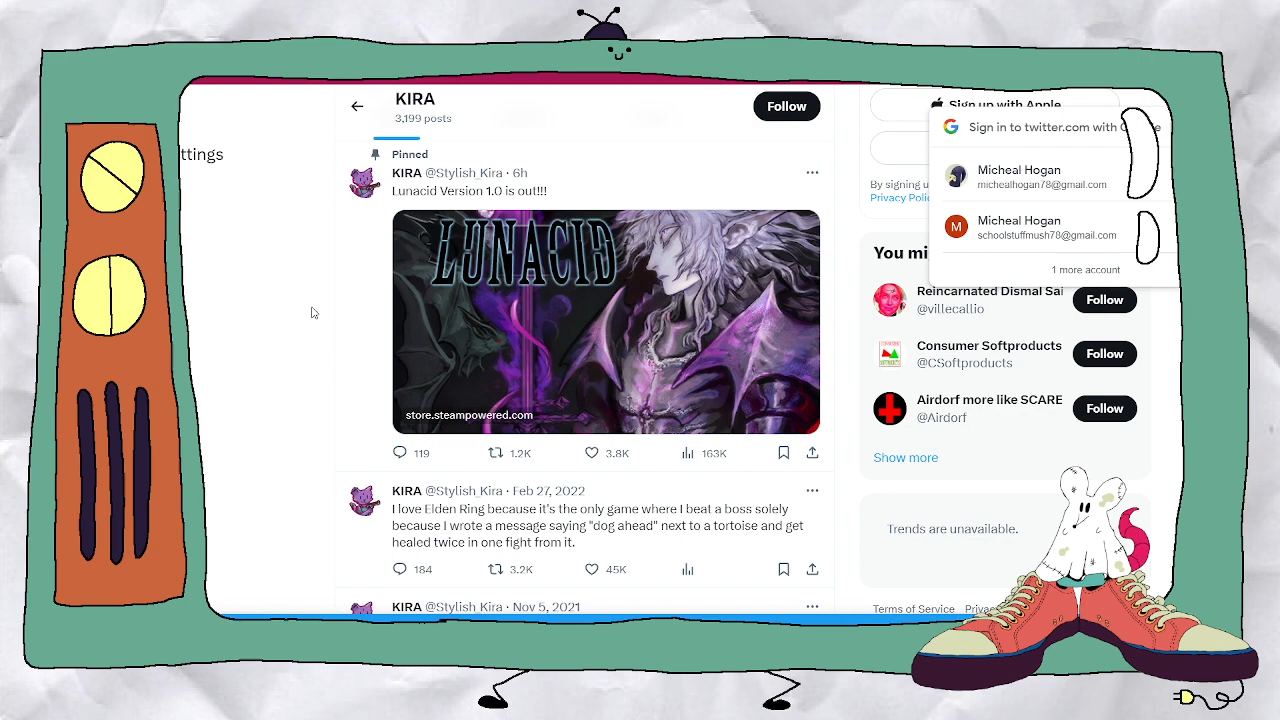 KIRA
3,199 posts
Follow
ttings
Pinned
KIRA @Stylish_Kira · 6h
Lunacid Version 1.0 is out!!!
LUNACID
store.steampowered.com
119 1.2K 3.8K 163K
KIRA @Stylish_Kira · Feb 27, 2022
I love Elden Ring because it's the only game where I beat a boss solely
because I wrote a message saying "dog ahead" next to a tortoise and get
healed twice in one fight from it.
184 3.2K 45K
KIRA @Stylish_Kira · Nov 5, 2021
Sign up with Apple
Sign in to twitter.com with
Micheal Hogan
michealhogan78@gmail.com
Micheal Hogan
schoolstuffmush78@gmail.com
1 more account
By signing u
Privacy Polic
You mi
Reincarnated Dismal Sai
@villecallio
Follow
Consumer Softproducts
@CSoftproducts
Follow
Airdorf more like SCARE
@Airdorf
Follow
Show more
Trends are unavailable.
Terms of Service Priva